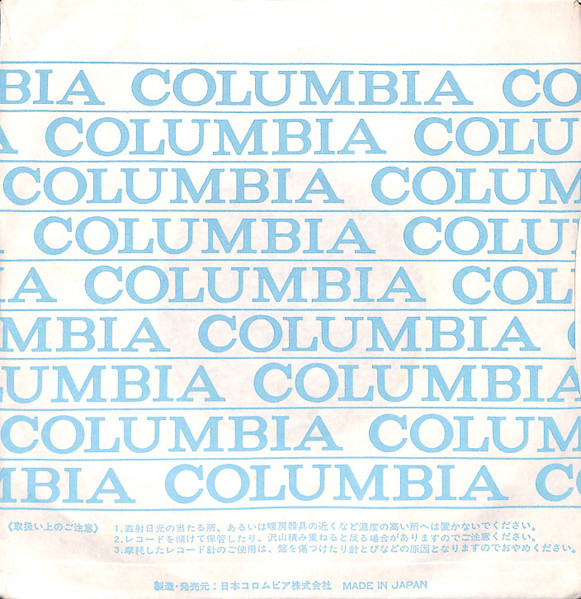 BIA COLUMBIA CO
A COLUMBIA COLU
COLUMBIA COLUM
A COLUMBIA COLU
IA COLUMBIA COL
MBIA COLUMBIA C
LUMBIA COLUMBIA
COLUMBIA COLUM
MBIA COLUMBIA C
《取扱い上のご注意》 1.直射日光の当たる所、あるいは暖房器具の近くなど温度の高い所へは置かないでください。
2.レコードを傾けて保管したり、沢山積み重ねると反る場合がありますのでご注意ください。
3.摩耗したレコード針のご使用は、盤を傷つけたり針とびなどの原因となりますのでおやめください。
製造・発売元:日本コロムビア株式会社 MADE IN JAPAN